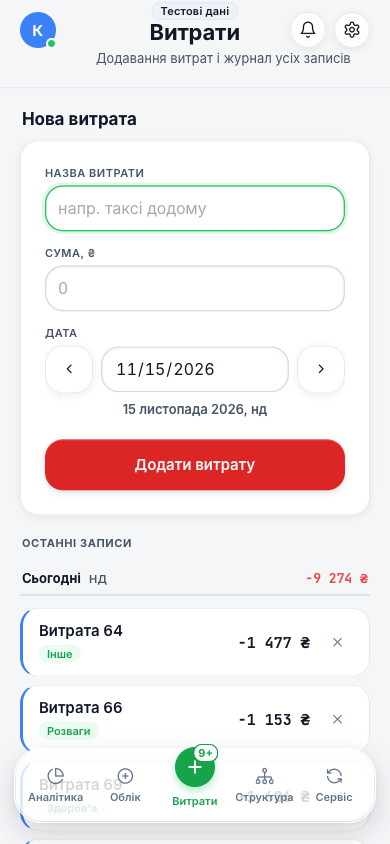 Тестові дані
К
Витрати
Додавання витрат і журнал усіх записів
Нова витрата
НАЗВА ВИТРАТИ
напр. таксі додому
СУМА, ₴
0
ДАТА
11/15/2026
15 листопада 2026, нд
Додати витрату
ОСТАННІ ЗАПИСИ
Сьогодні нд
-9 274 ₴
Витрата 64
Інше
-1 477 ₴
Витрата 66
Розваги
-1 153 ₴
9+
Витрата 69
Здоров'я
Аналітика
Облік
Витрати
Структура
Сервіс